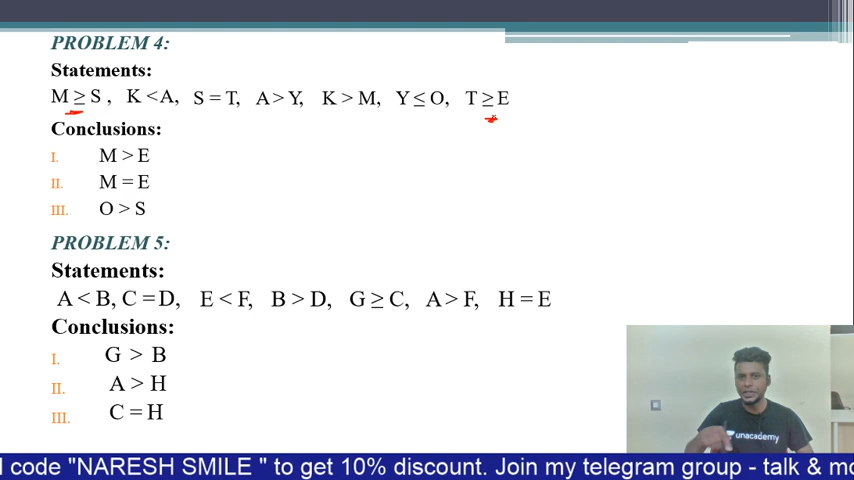 PROBLEM 4:
Statements:
M ≥ S , K < A, S = T, A > Y, K > M, Y ≤ O, T ≥ E
Conclusions:
I. M > E
II. M = E
III. O > S
PROBLEM 5:
Statements:
A < B, C = D, E < F, B > D, G ≥ C, A > F, H = E
Conclusions:
I. G > B
II. A > H
III. C = H
unacademy
code "NARESH SMILE " to get 10% discount. Join my telegram group - talk & mo